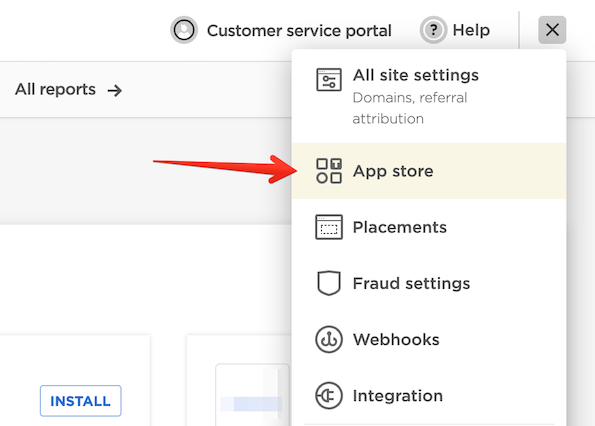 Customer service portal
? Help
All reports
All site settings
Domains, referral
attribution
App store
Placements
Fraud settings
Webhooks
Integration
INSTALL